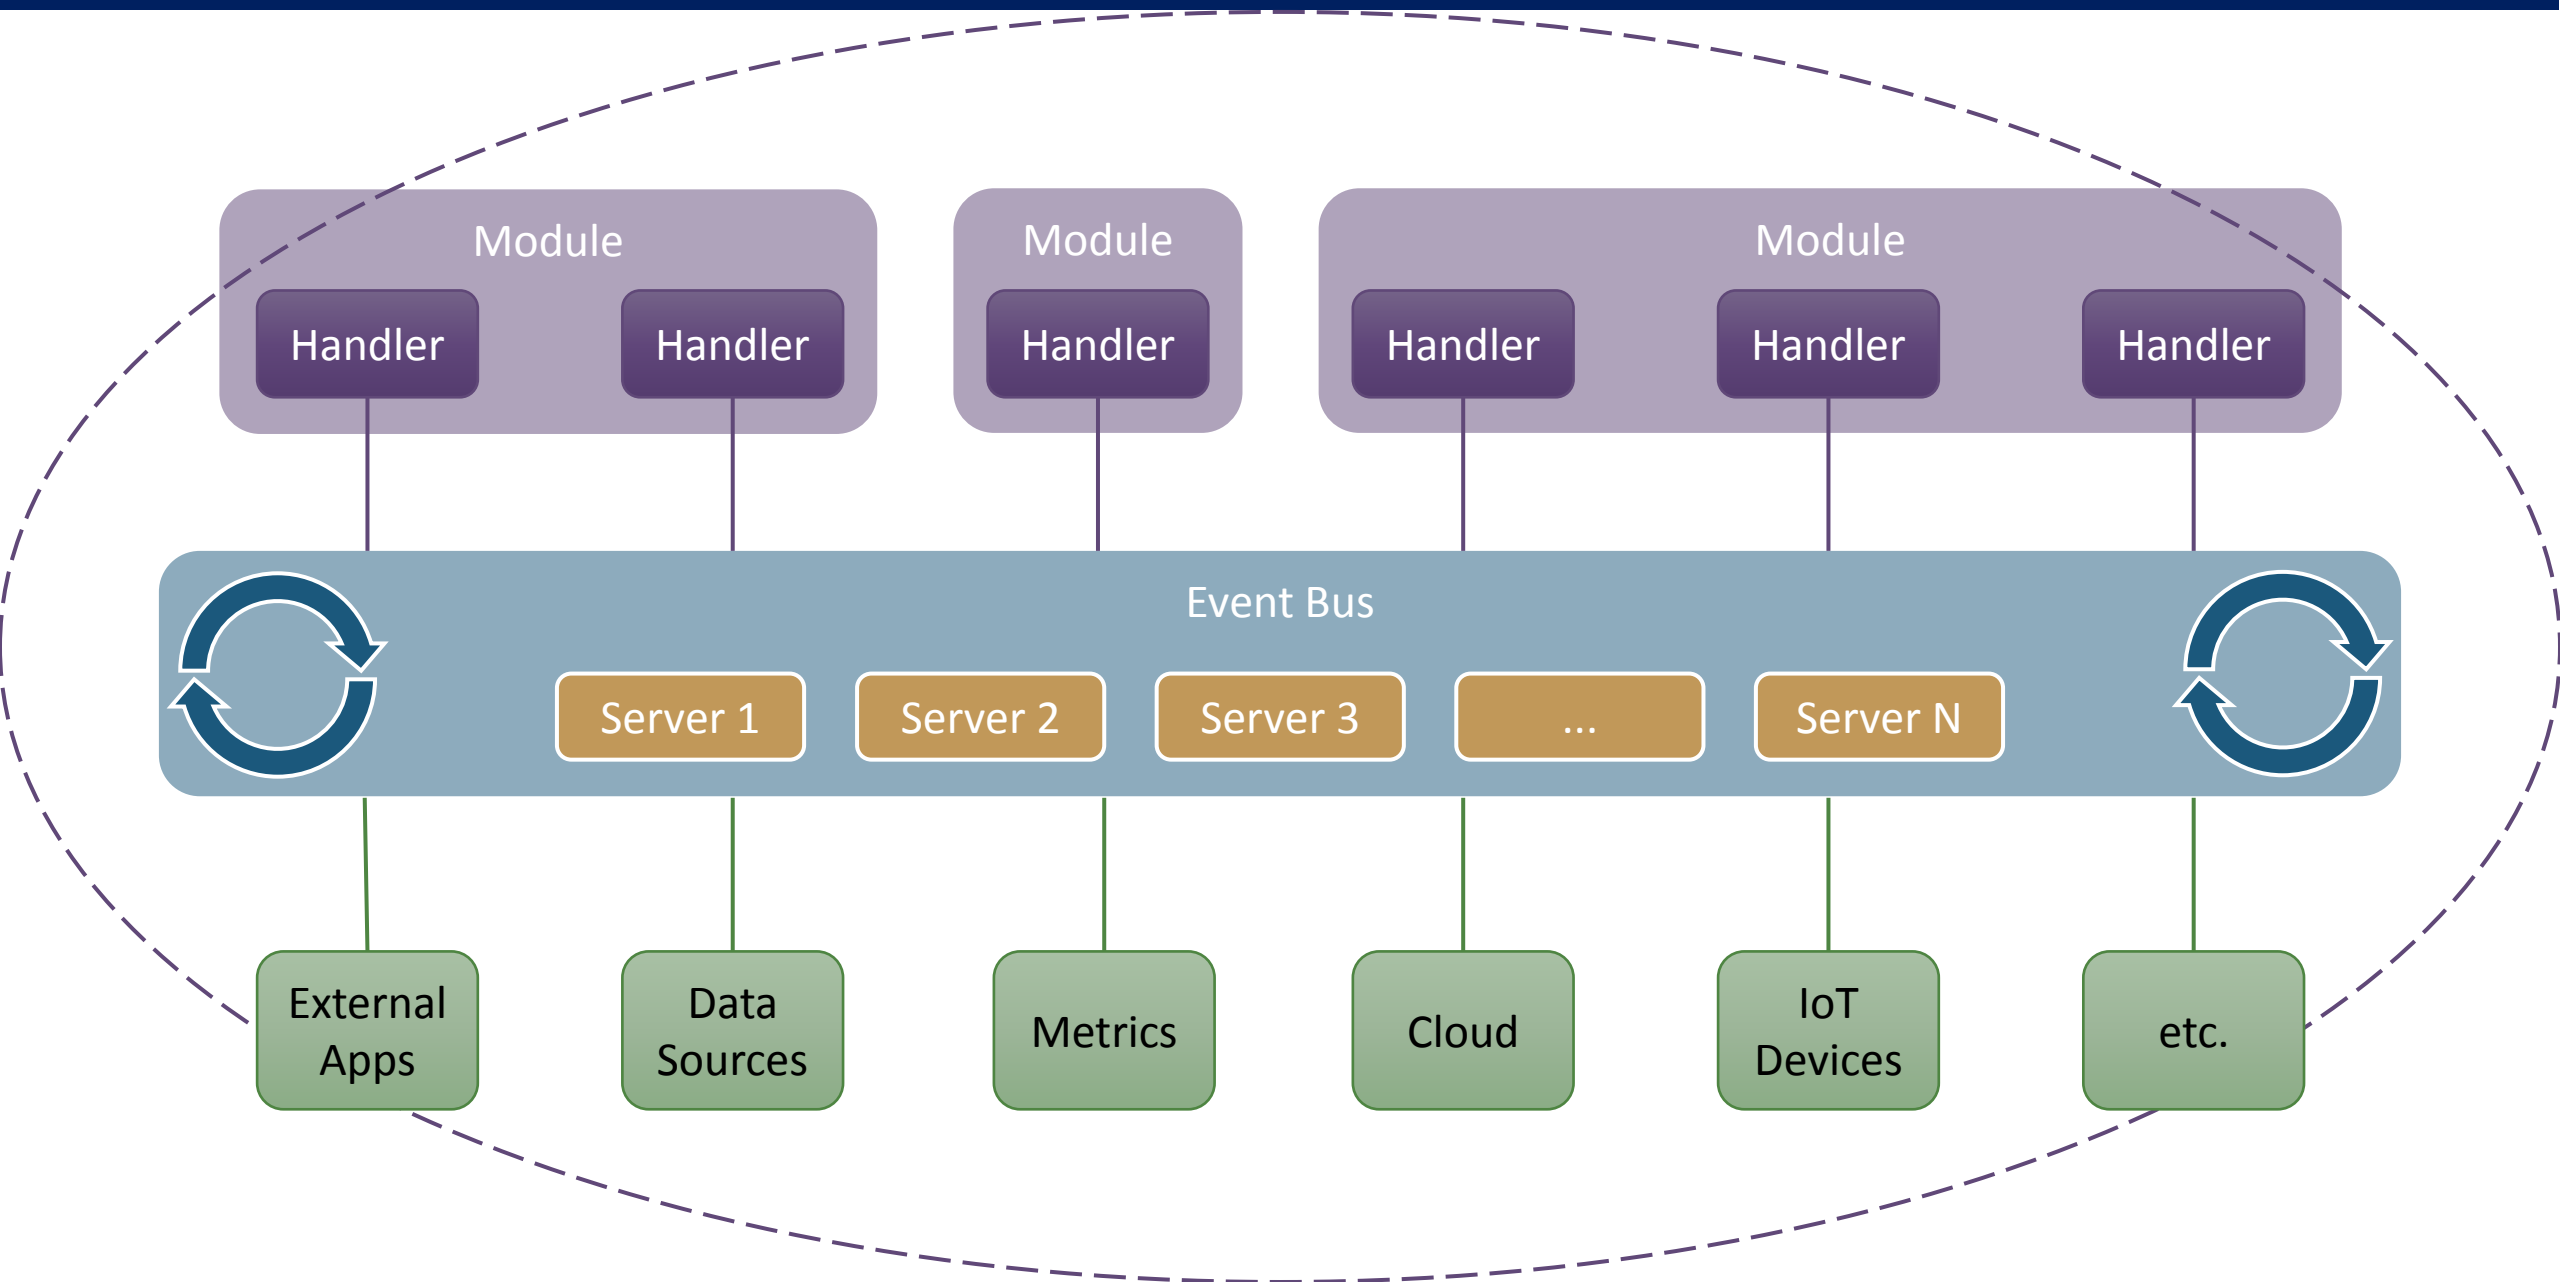 Module
Module
Module
Handler
Handler
Handler
Handler
Handler
Handler
Event Bus
Server 1
Server 2
Server 3
...
Server N
External
Apps
Data
Sources
Metrics
Cloud
IoT
Devices
etc.